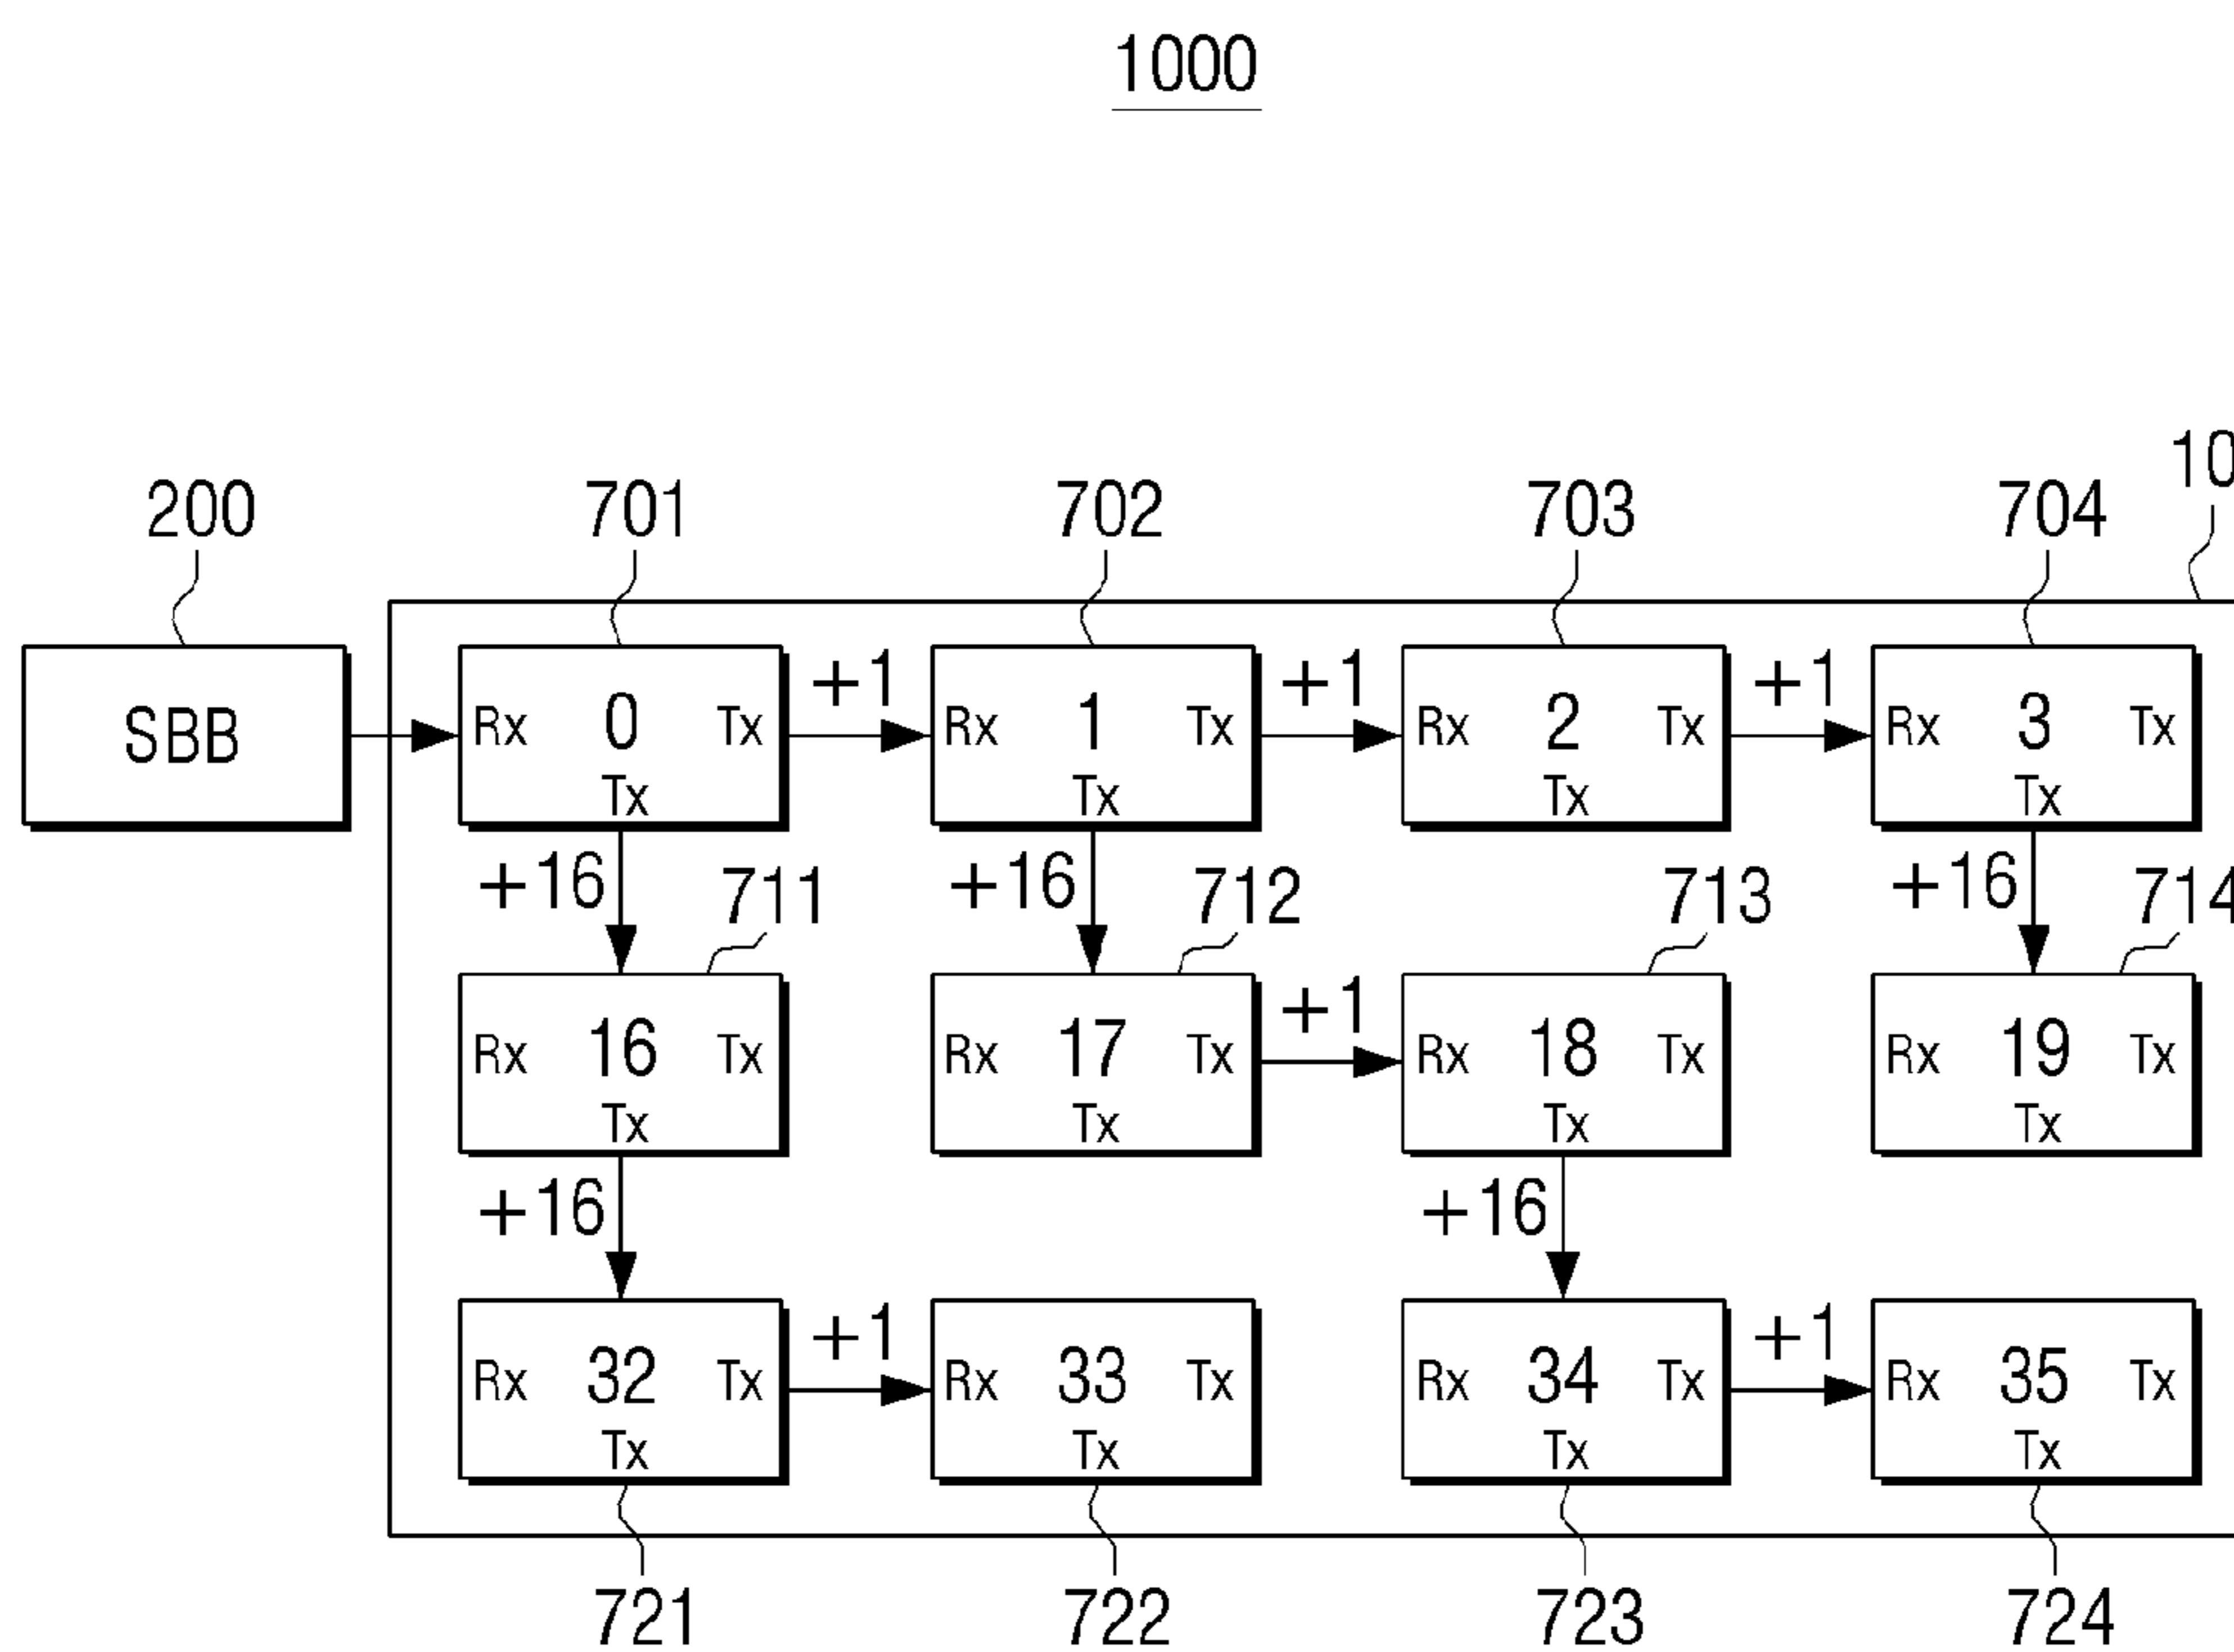 1000
10
200 701 702 703 704
+1 +1 +1
SBB Rx 0 Tx Rx 1 Tx Rx 2 Tx Rx 3 Tx
Tx Tx Tx Tx
+16 711 +16 712 713 +16 714
+1
Rx 16 Tx Rx 17 Tx Rx 18 Tx Rx 19 Tx
Tx Tx Tx Tx
+16 +16
+1 +1
Rx 32 Tx Rx 33 Tx Rx 34 Tx Rx 35 Tx
Tx Tx Tx Tx
721 722 723 724